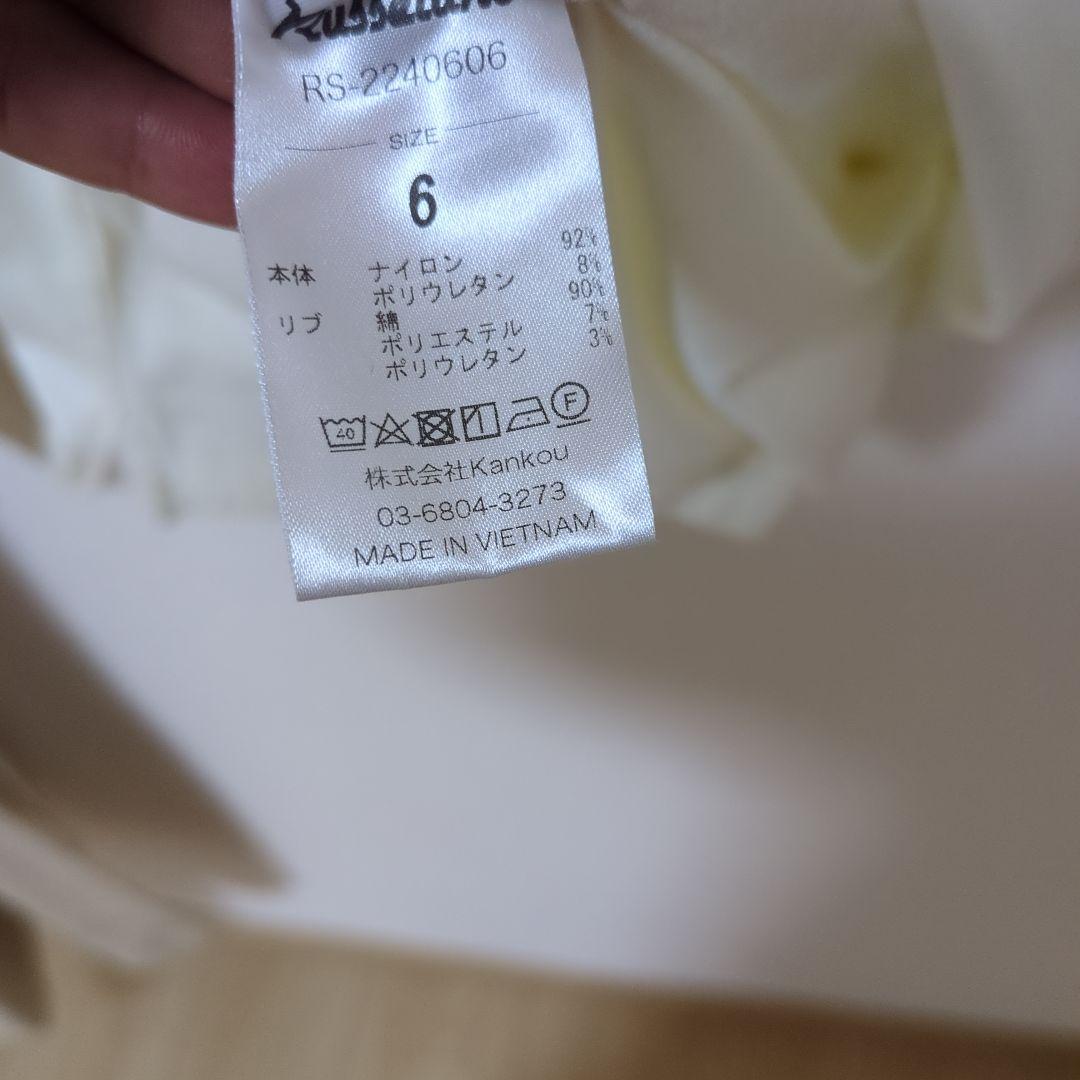 RS-2240606
SIZE
6
本体 ナイロン 92%
ポリウレタン 8%
リブ 綿 90%
ポリエステル 7%
ポリウレタン 3%
40 F
株式会社Kankou
03-6804-3273
MADE IN VIETNAM